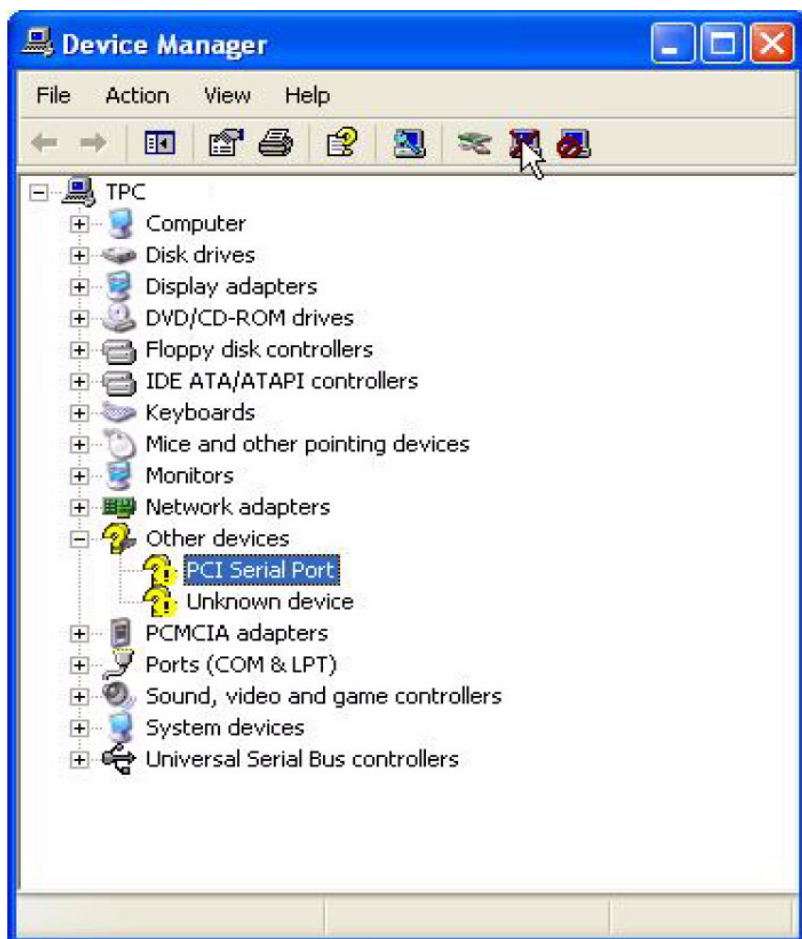 Device Manager
File Action View Help
TPC
Computer
Disk drives
Display adapters
DVD/CD-ROM drives
Floppy disk controllers
IDE ATA/ATAPI controllers
Keyboards
Mice and other pointing devices
Monitors
Network adapters
Other devices
PCI Serial Port
Unknown device
PCMCIA adapters
Ports (COM & LPT)
Sound, video and game controllers
System devices
Universal Serial Bus controllers